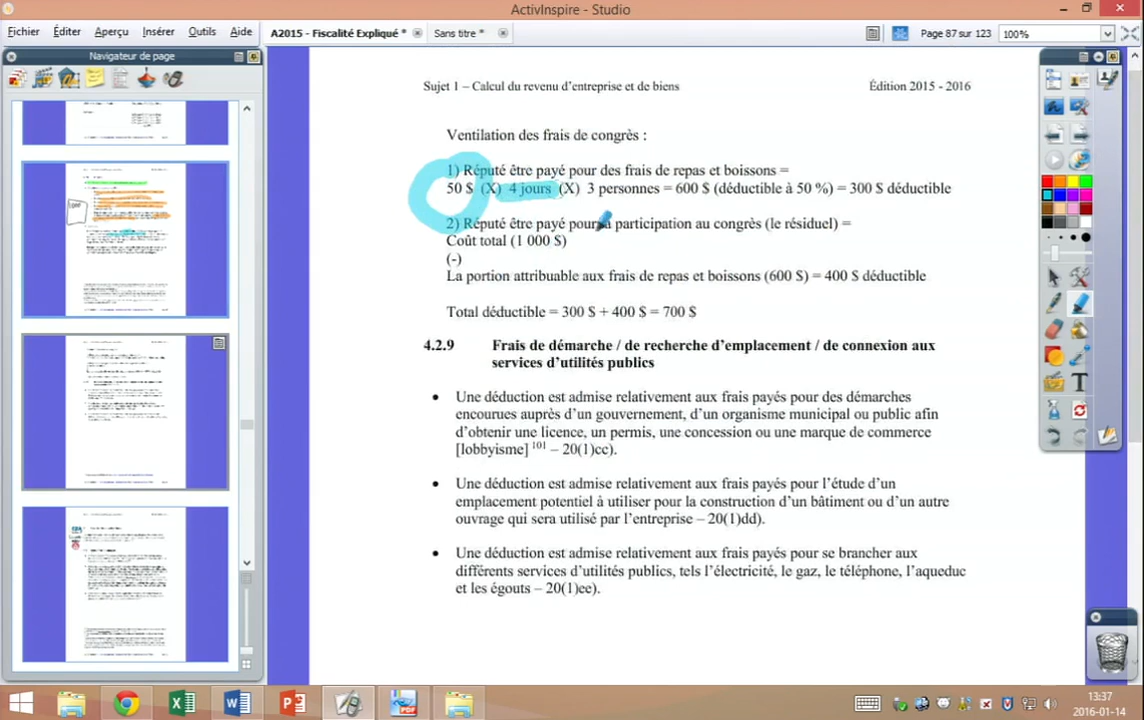 ActivInspire - Studio
Fichier Éditer Aperçu Insérer Outils Aide
A2015 - Fiscalité Expliqué * Sans titre * Page 87 sur 123 100%
Navigateur de page
Sujet 1 – Calcul du revenu d'entreprise et de biens Édition 2015 - 2016
Ventilation des frais de congrès :
1) Réputé être payé pour des frais de repas et boissons =
50 $ (X) 4 jours (X) 3 personnes = 600 $ (déductible à 50 %) = 300 $ déductible
2) Réputé être payé pour la participation au congrès (le résiduel) =
Coût total (1 000 $)
(-)
La portion attribuable aux frais de repas et boissons (600 $) = 400 $ déductible
Total déductible = 300 $ + 400 $ = 700 $
4.2.9 Frais de démarche / de recherche d'emplacement / de connexion aux
services d'utilités publics
• Une déduction est admise relativement aux frais payés pour des démarches
encourues auprès d'un gouvernement, d'un organisme municipal ou public afin
d'obtenir une licence, un permis, une concession ou une marque de commerce
[lobbyisme] 101 – 20(1)cc).
• Une déduction est admise relativement aux frais payés pour l'étude d'un
emplacement potentiel à utiliser pour la construction d'un bâtiment ou d'un autre
ouvrage qui sera utilisé par l'entreprise – 20(1)dd).
• Une déduction est admise relativement aux frais payés pour se brancher aux
différents services d'utilités publics, tels l'électricité, le gaz, le téléphone, l'aqueduc
et les égouts – 20(1)ee).
13:37
2016-01-14